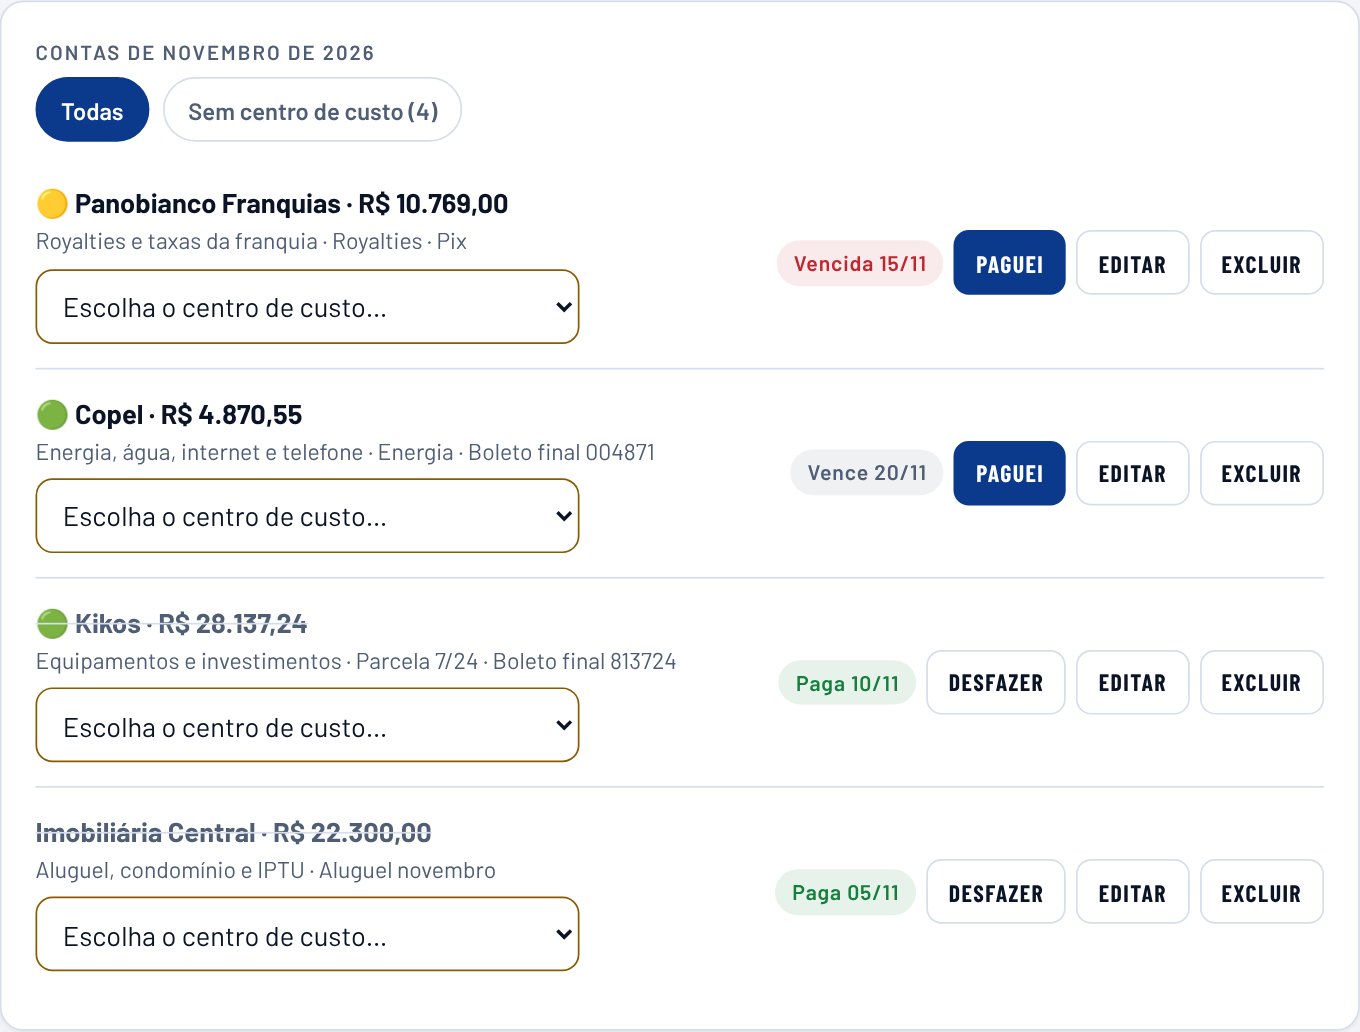 CONTAS DE NOVEMBRO DE 2026
Todas
Sem centro de custo (4)
Panobianco Franquias · R$ 10.769,00
Royalties e taxas da franquia · Royalties · Pix
Escolha o centro de custo...
Vencida 15/11
PAGUEI
EDITAR
EXCLUIR
Copel · R$ 4.870,55
Energia, água, internet e telefone · Energia · Boleto final 004871
Escolha o centro de custo...
Vence 20/11
PAGUEI
EDITAR
EXCLUIR
Kikos · R$ 28.137,24
Equipamentos e investimentos · Parcela 7/24 · Boleto final 813724
Escolha o centro de custo...
Paga 10/11
DESFAZER
EDITAR
EXCLUIR
Imobiliária Central · R$ 22.300,00
Aluguel, condomínio e IPTU · Aluguel novembro
Escolha o centro de custo...
Paga 05/11
DESFAZER
EDITAR
EXCLUIR